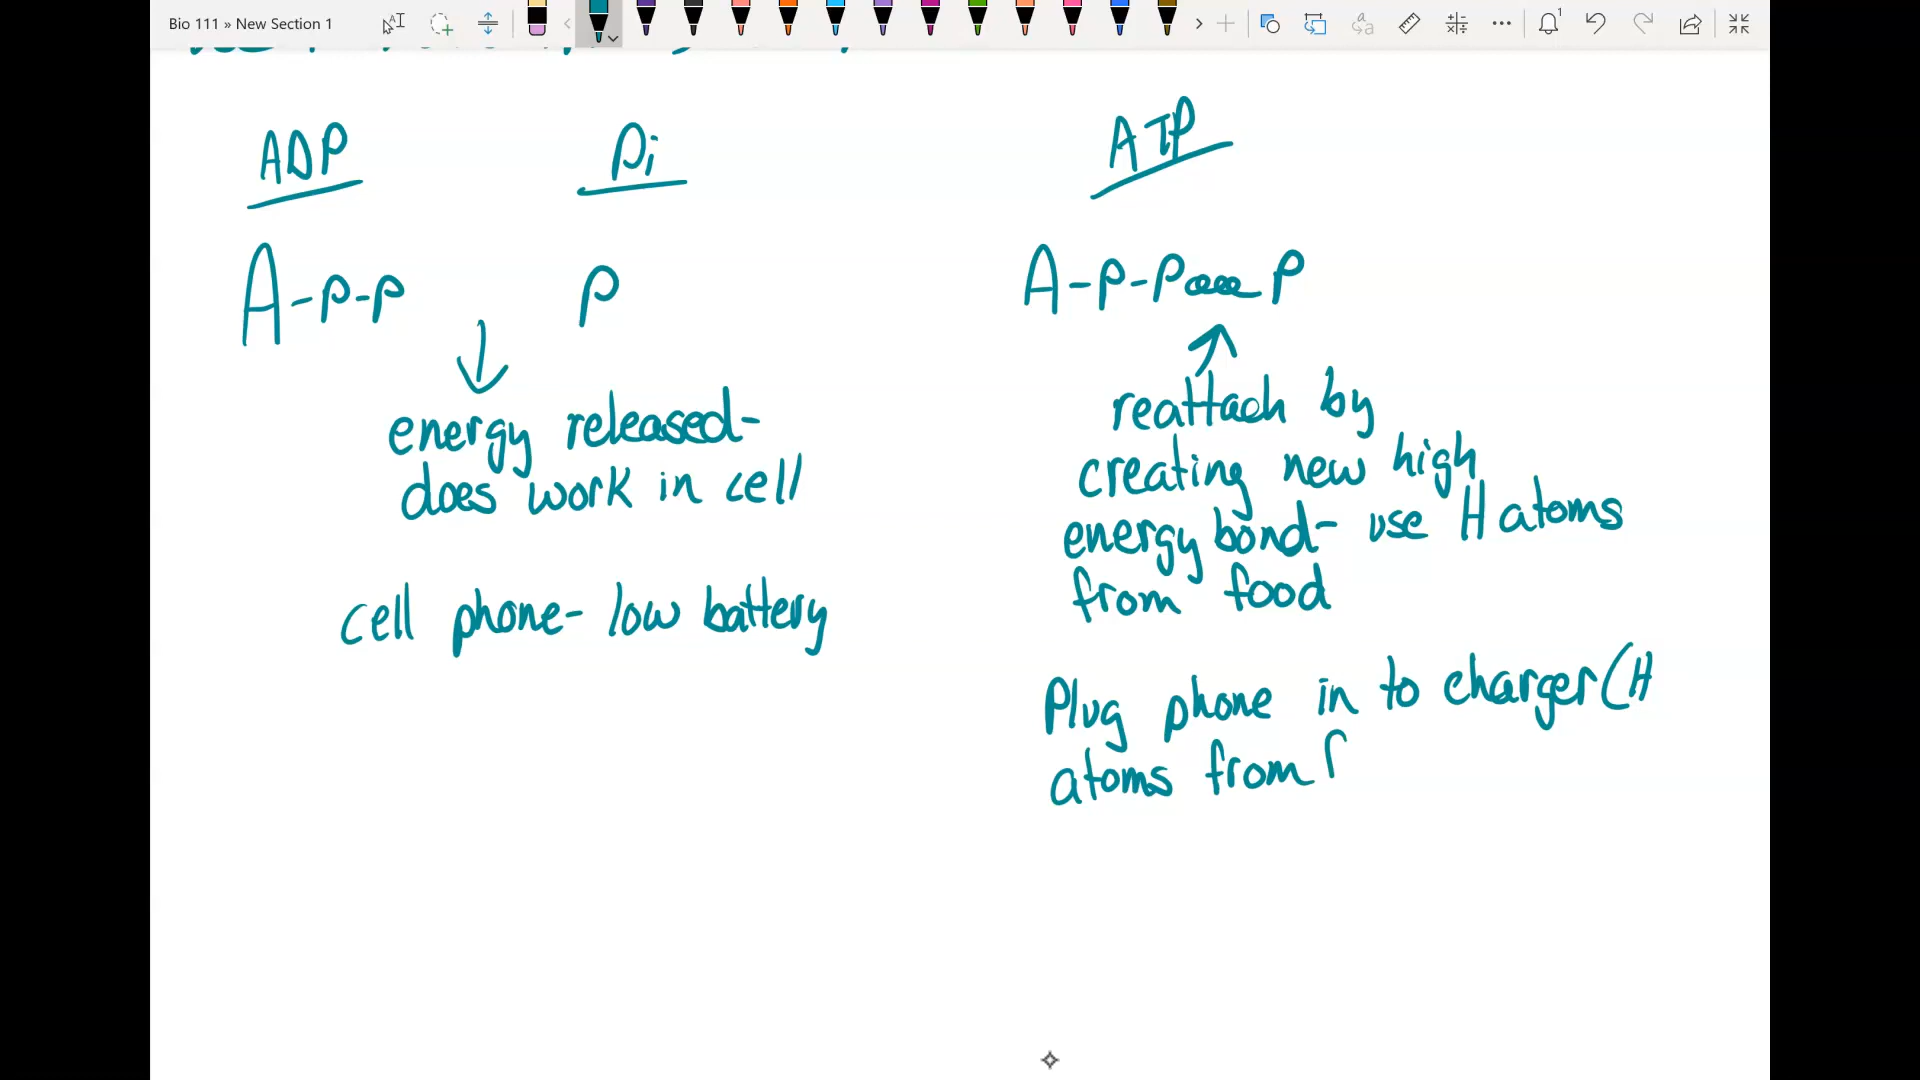 Bio 111 » New Section 1
ADP Pi ATP
A-P-P P A-P-P P
energy released-
does work in cell
reattach by
creating new high
energy bond- use H atoms
from food
cell phone- low battery
Plug phone in to charger (H
atoms from f